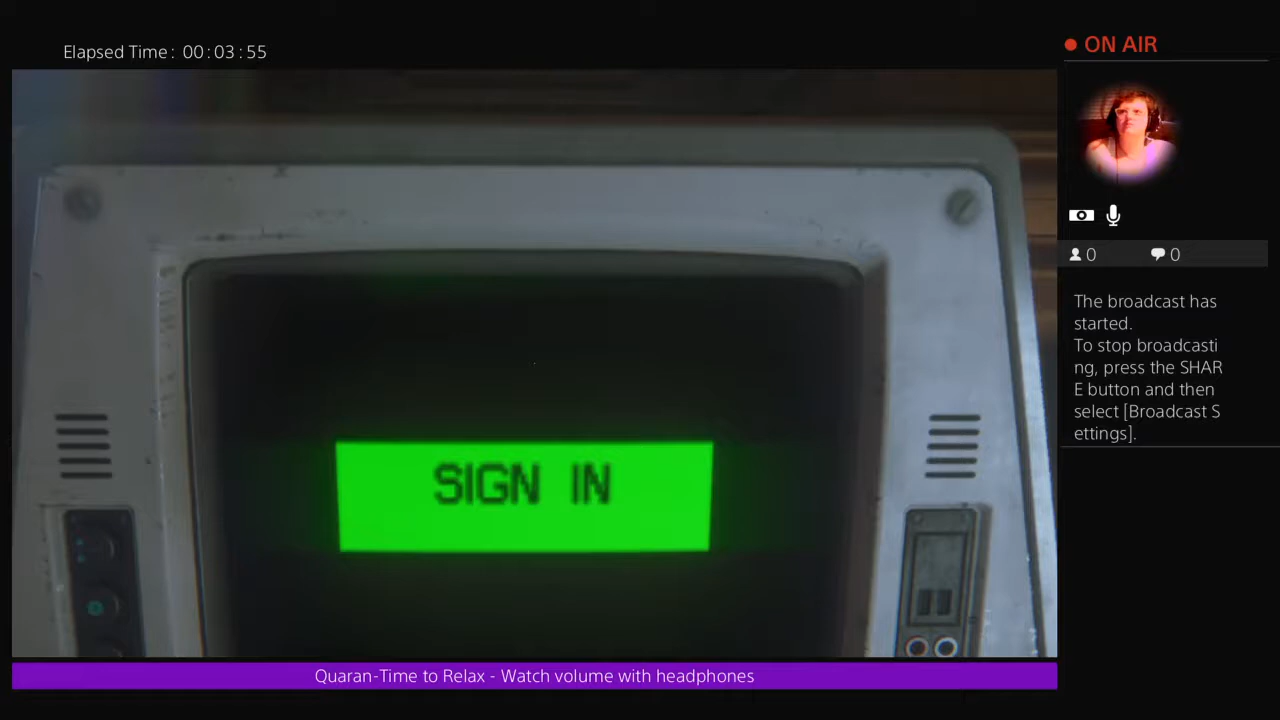 Elapsed Time: 00:03:55
ON AIR
0 0
The broadcast has
started.
To stop broadcasti
ng, press the SHAR
E button and then
select [Broadcast S
ettings].
SIGN IN
Quaran-Time to Relax - Watch volume with headphones